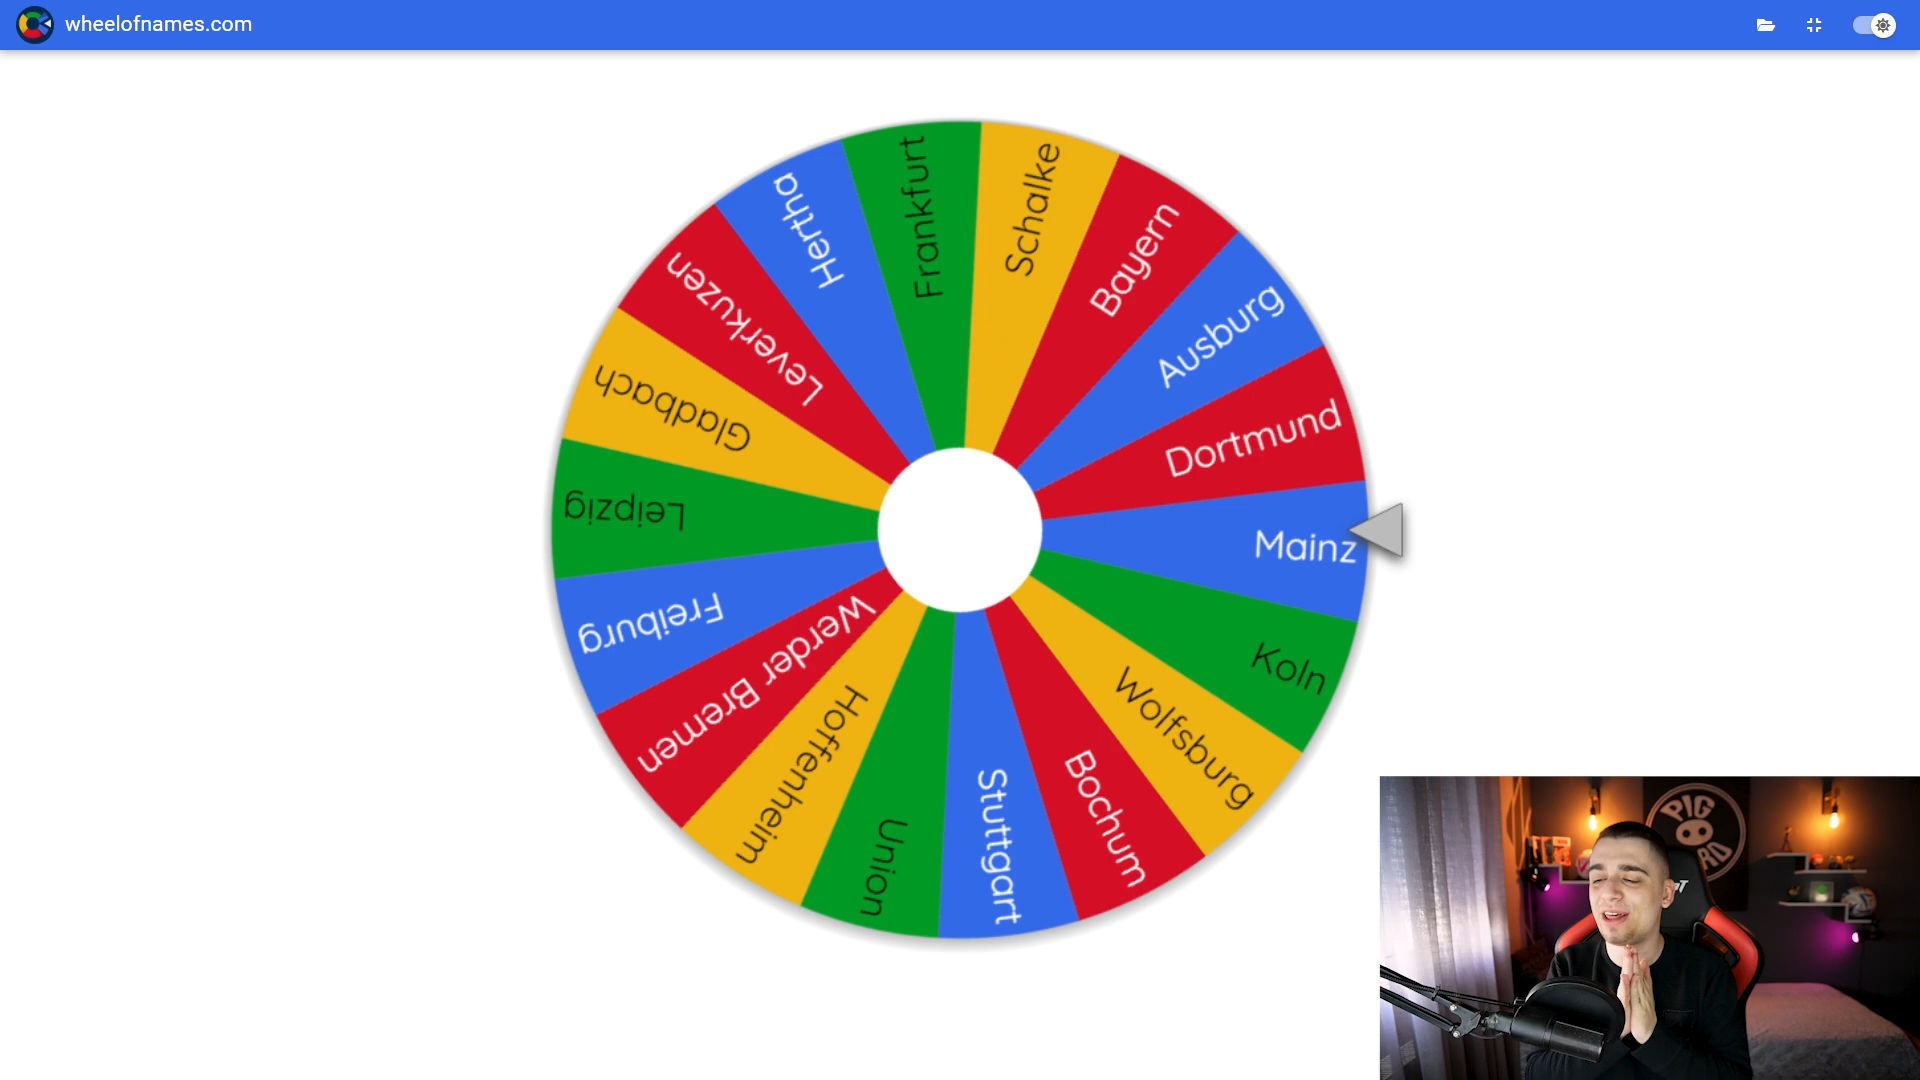 wheelofnames.com
Frankfurt
Schalke
Bayern
Ausburg
Dortmund
Mainz
Koln
Wolfsburg
Bochum
Stuttgart
Union
Hoffenheim
Werder Bremen
Freiburg
Leipzig
Gladbach
Leverkuzen
Hertha
PIG